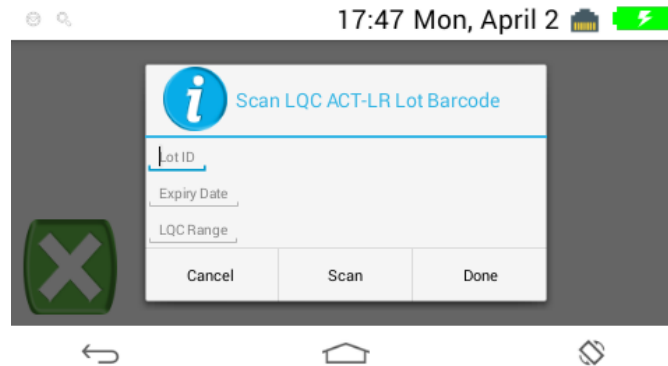 17:47 Mon, April 2
i
Scan LQC ACT-LR Lot Barcode
Lot ID
Expiry Date
LQC Range
Cancel Scan Done